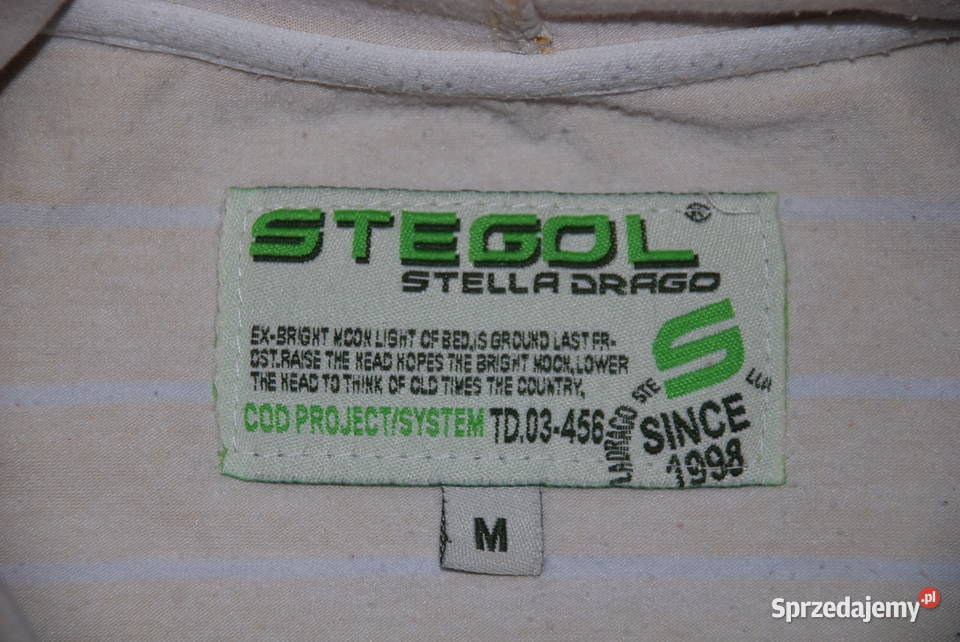 STEGOL®
STELLA DRAGO
EX-BRIGHT MOON LIGHT OF BED,IS GROUND LAST FR-
OST.RAISE THE HEAD HOPES THE BRIGHT MOON,LOWER
THE HEAD TO THINK OF OLD TIMES THE COUNTRY,
COD PROJECT/SYSTEM TD.03-456
S
LADRAGO STE
SINCE
1998
M
Sprzedajemy.pl